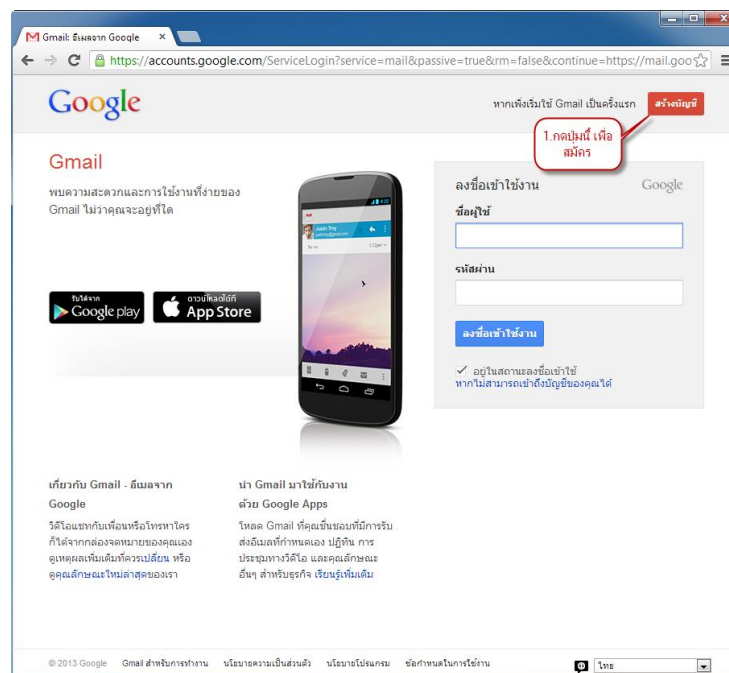 Gmail: อีเมลจาก Google
https://accounts.google.com/ServiceLogin?service=mail&passive=true&rm=false&continue=https://mail.goo
Google
หากเพิ่งเริ่มใช้ Gmail เป็นครั้งแรก
สร้างบัญชี
1.กดปุ่มนี้ เพื่อ
สมัคร
Gmail
พบความสะดวกและการใช้งานที่ง่ายของ
Gmail ไม่ว่าคุณจะอยู่ที่ใด
รับได้จาก
Google play
ดาวน์โหลดได้ที่
App Store
ลงชื่อเข้าใช้งาน
Google
ชื่อผู้ใช้
รหัสผ่าน
ลงชื่อเข้าใช้งาน
อยู่ในสถานะลงชื่อเข้าใช้
หากไม่สามารถเข้าถึงบัญชีของคุณได้
เกี่ยวกับ Gmail - อีเมลจาก
Google
วิดีโอแชทกับเพื่อนหรือโทรหาใคร
ก็ได้จากกล่องจดหมายของคุณเอง
ดูเหตุผลเพิ่มเติมที่ควรเปลี่ยน หรือ
ดูคุณลักษณะใหม่ล่าสุดของเรา
นำ Gmail มาใช้กับงาน
ด้วย Google Apps
โหลด Gmail ที่คุณชื่นชอบที่มีการรับ
ส่งอีเมลที่กำหนดเอง ปฏิทิน การ
ประชุมทางวิดีโอ และคุณลักษณะ
อื่นๆ สำหรับธุรกิจ เรียนรู้เพิ่มเติม
© 2013 Google Gmail สำหรับการทำงาน นโยบายความเป็นส่วนตัว นโยบายโปรแกรม ข้อกำหนดในการใช้งาน
ไทย